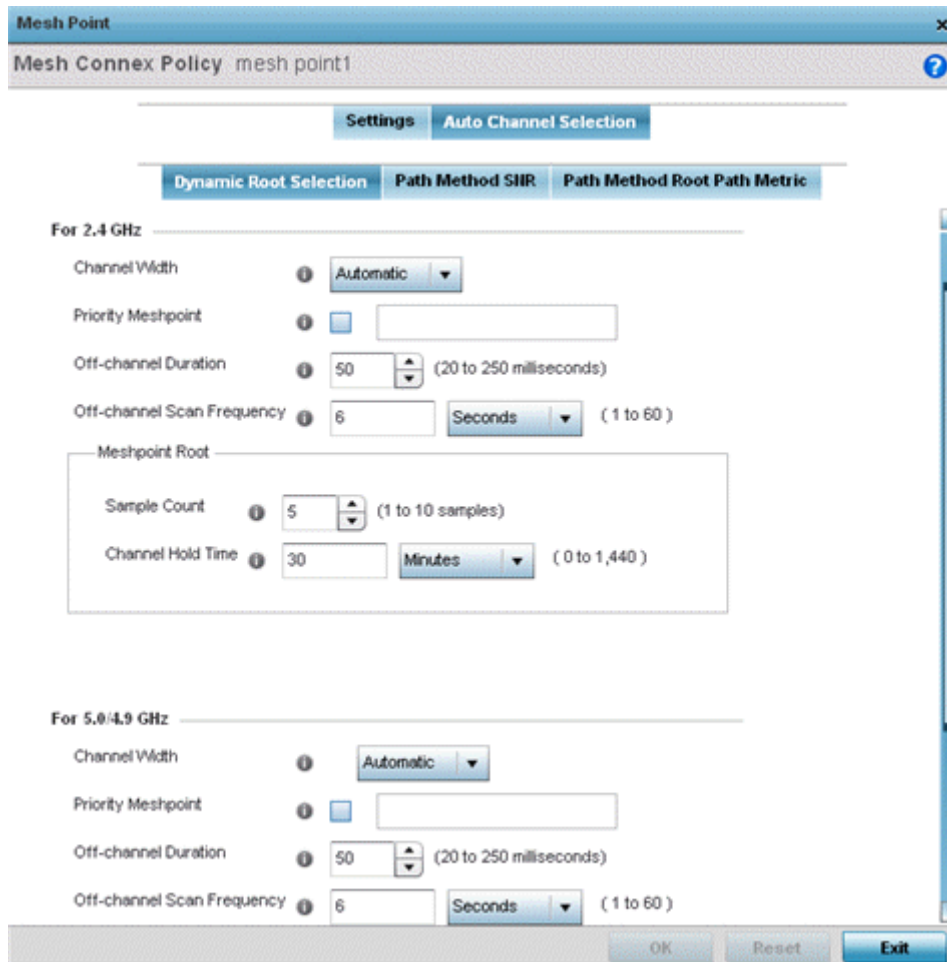 Mesh Point
Mesh Connex Policy mesh point1
Settings Auto Channel Selection
Dynamic Root Selection Path Method SNR Path Method Root Path Metric
For 2.4 GHz
Channel Width Automatic
Priority Meshpoint
Off-channel Duration 50 (20 to 250 milliseconds)
Off-channel Scan Frequency 6 Seconds ( 1 to 60 )
Meshpoint Root
Sample Count 5 (1 to 10 samples)
Channel Hold Time 30 Minutes ( 0 to 1,440 )
For 5.0/4.9 GHz
Channel Width Automatic
Priority Meshpoint
Off-channel Duration 50 (20 to 250 milliseconds)
Off-channel Scan Frequency 6 Seconds ( 1 to 60 )
OK Reset Exit